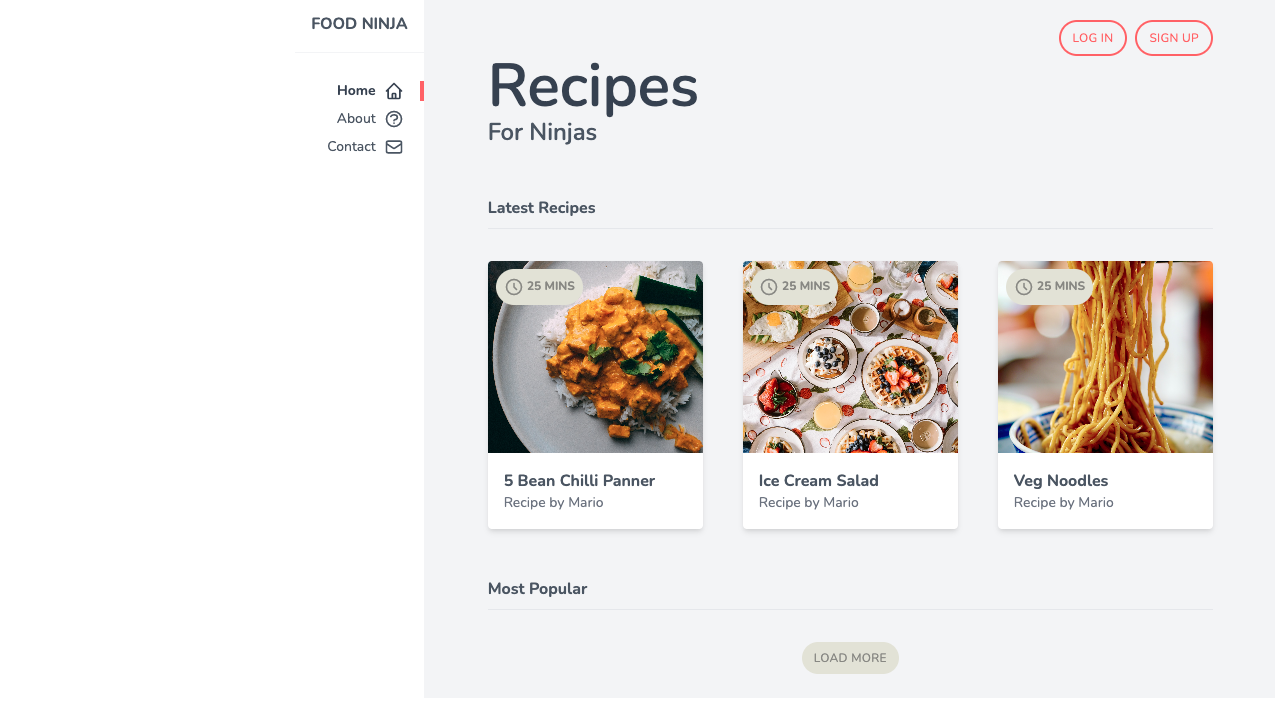 FOOD NINJA
Home
About
Contact
LOG IN
SIGN UP
Recipes
For Ninjas
Latest Recipes
25 MINS
5 Bean Chilli Panner
Recipe by Mario
25 MINS
Ice Cream Salad
Recipe by Mario
25 MINS
Veg Noodles
Recipe by Mario
Most Popular
LOAD MORE